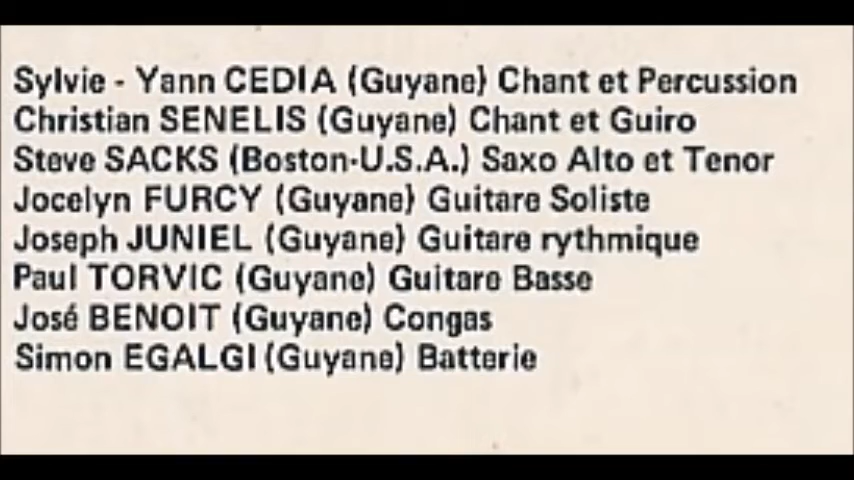 Sylvie - Yann CEDIA (Guyane) Chant et Percussion
Christian SENELIS (Guyane) Chant et Guiro
Steve SACKS (Boston-U.S.A.) Saxo Alto et Tenor
Jocelyn FURCY (Guyane) Guitare Soliste
Joseph JUNIEL (Guyane) Guitare rythmique
Paul TORVIC (Guyane) Guitare Basse
José BENOIT (Guyane) Congas
Simon EGALGI (Guyane) Batterie